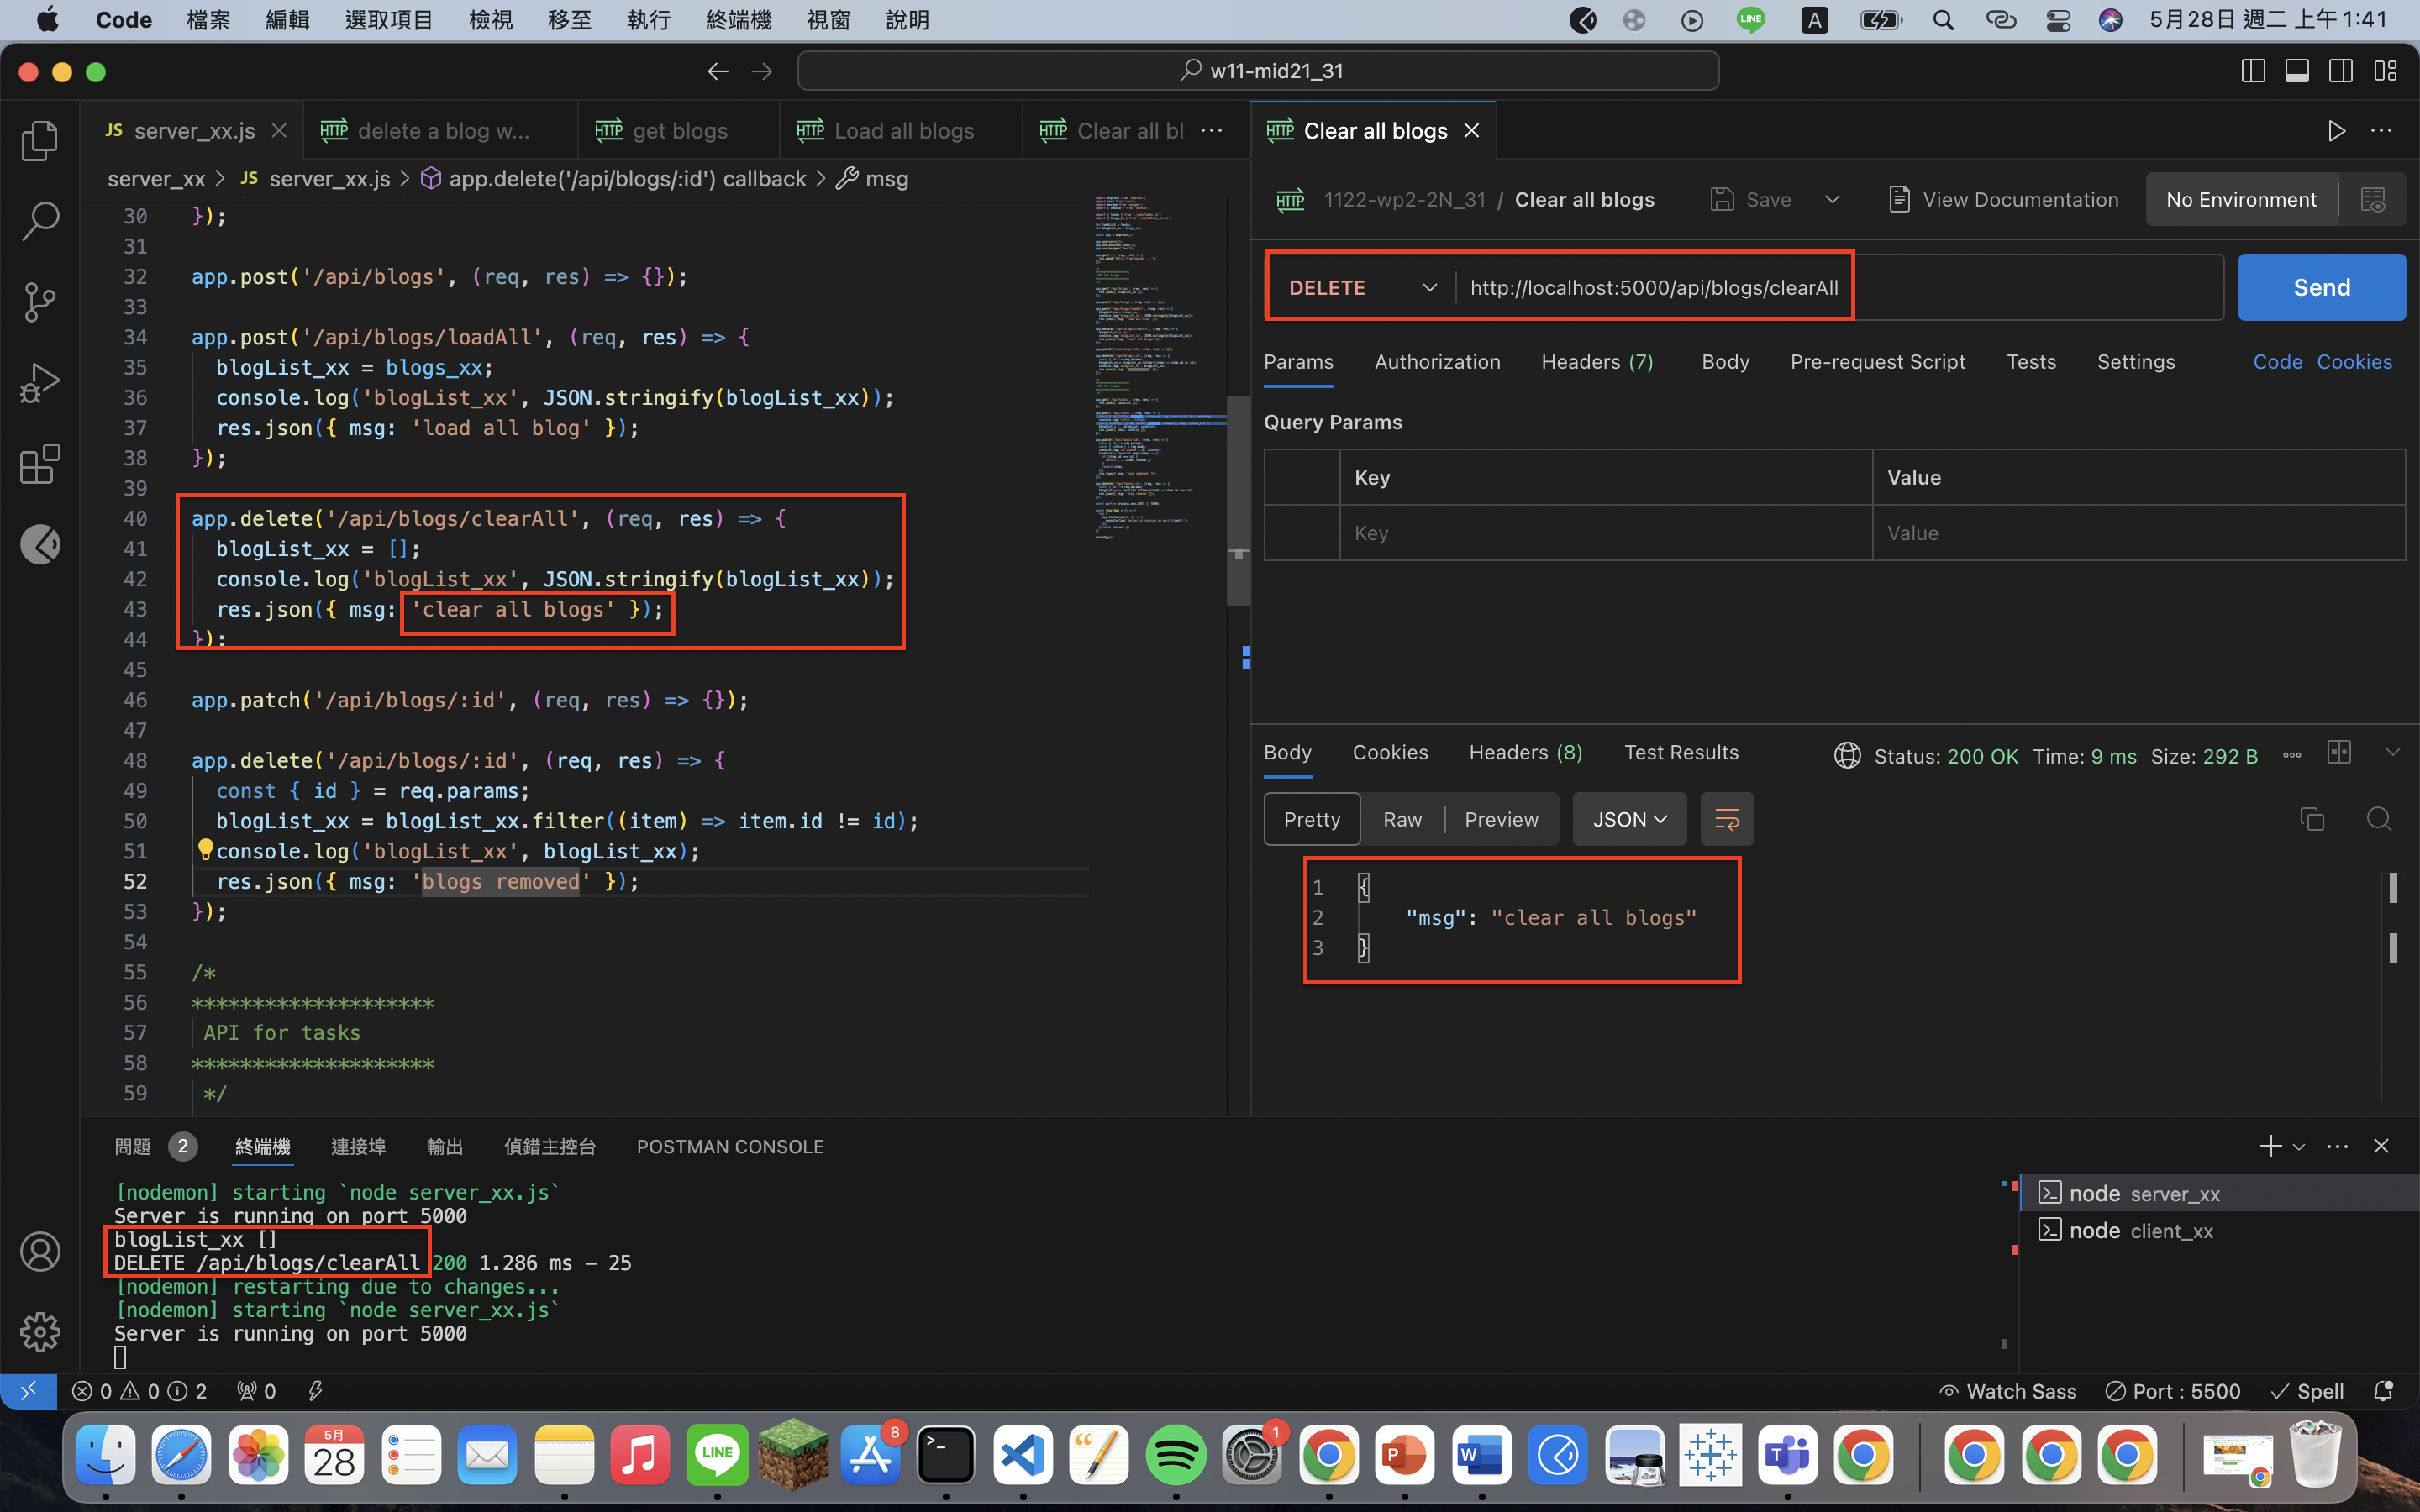 Code 檔案 編輯 選取項目 檢視 移至 執行 終端機 視窗 說明 LINE A 5月28日 週二 上午1:41
w11-mid21_31
JS server_xx.js
HTTP delete a blog w...
HTTP get blogs
HTTP Load all blogs
HTTP Clear all bl ...
server_xx > JS server_xx.js > app.delete('/api/blogs/:id') callback > msg
30 });
31
32 app.post('/api/blogs', (req, res) => {});
33
34 app.post('/api/blogs/loadAll', (req, res) => {
35 blogList_xx = blogs_xx;
36 console.log('blogList_xx', JSON.stringify(blogList_xx));
37 res.json({ msg: 'load all blog' });
38 });
39
40 app.delete('/api/blogs/clearAll', (req, res) => {
41 blogList_xx = [];
42 console.log('blogList_xx', JSON.stringify(blogList_xx));
43 res.json({ msg: 'clear all blogs' });
44 });
45
46 app.patch('/api/blogs/:id', (req, res) => {});
47
48 app.delete('/api/blogs/:id', (req, res) => {
49 const { id } = req.params;
50 blogList_xx = blogList_xx.filter((item) => item.id != id);
51 console.log('blogList_xx', blogList_xx);
52 res.json({ msg: 'blogs removed' });
53 });
54
55 /*
56 ********************
57 API for tasks
58 ********************
59 */
HTTP Clear all blogs
HTTP 1122-wp2-2N_31 / Clear all blogs Save View Documentation No Environment
DELETE http://localhost:5000/api/blogs/clearAll Send
Params Authorization Headers (7) Body Pre-request Script Tests Settings Code Cookies
Query Params
Key Value
Key Value
Body Cookies Headers (8) Test Results Status: 200 OK Time: 9 ms Size: 292 B
Pretty Raw Preview JSON
1 {
2 "msg": "clear all blogs"
3 }
問題 2 終端機 連接埠 輸出 偵錯主控台 POSTMAN CONSOLE
[nodemon] starting `node server_xx.js`
Server is running on port 5000
blogList_xx []
DELETE /api/blogs/clearAll 200 1.286 ms - 25
[nodemon] restarting due to changes...
[nodemon] starting `node server_xx.js`
Server is running on port 5000
node server_xx
node client_xx
0 0 2 0 Watch Sass Port : 5500 Spell
5月
28
LINE
8
1
P
W
T